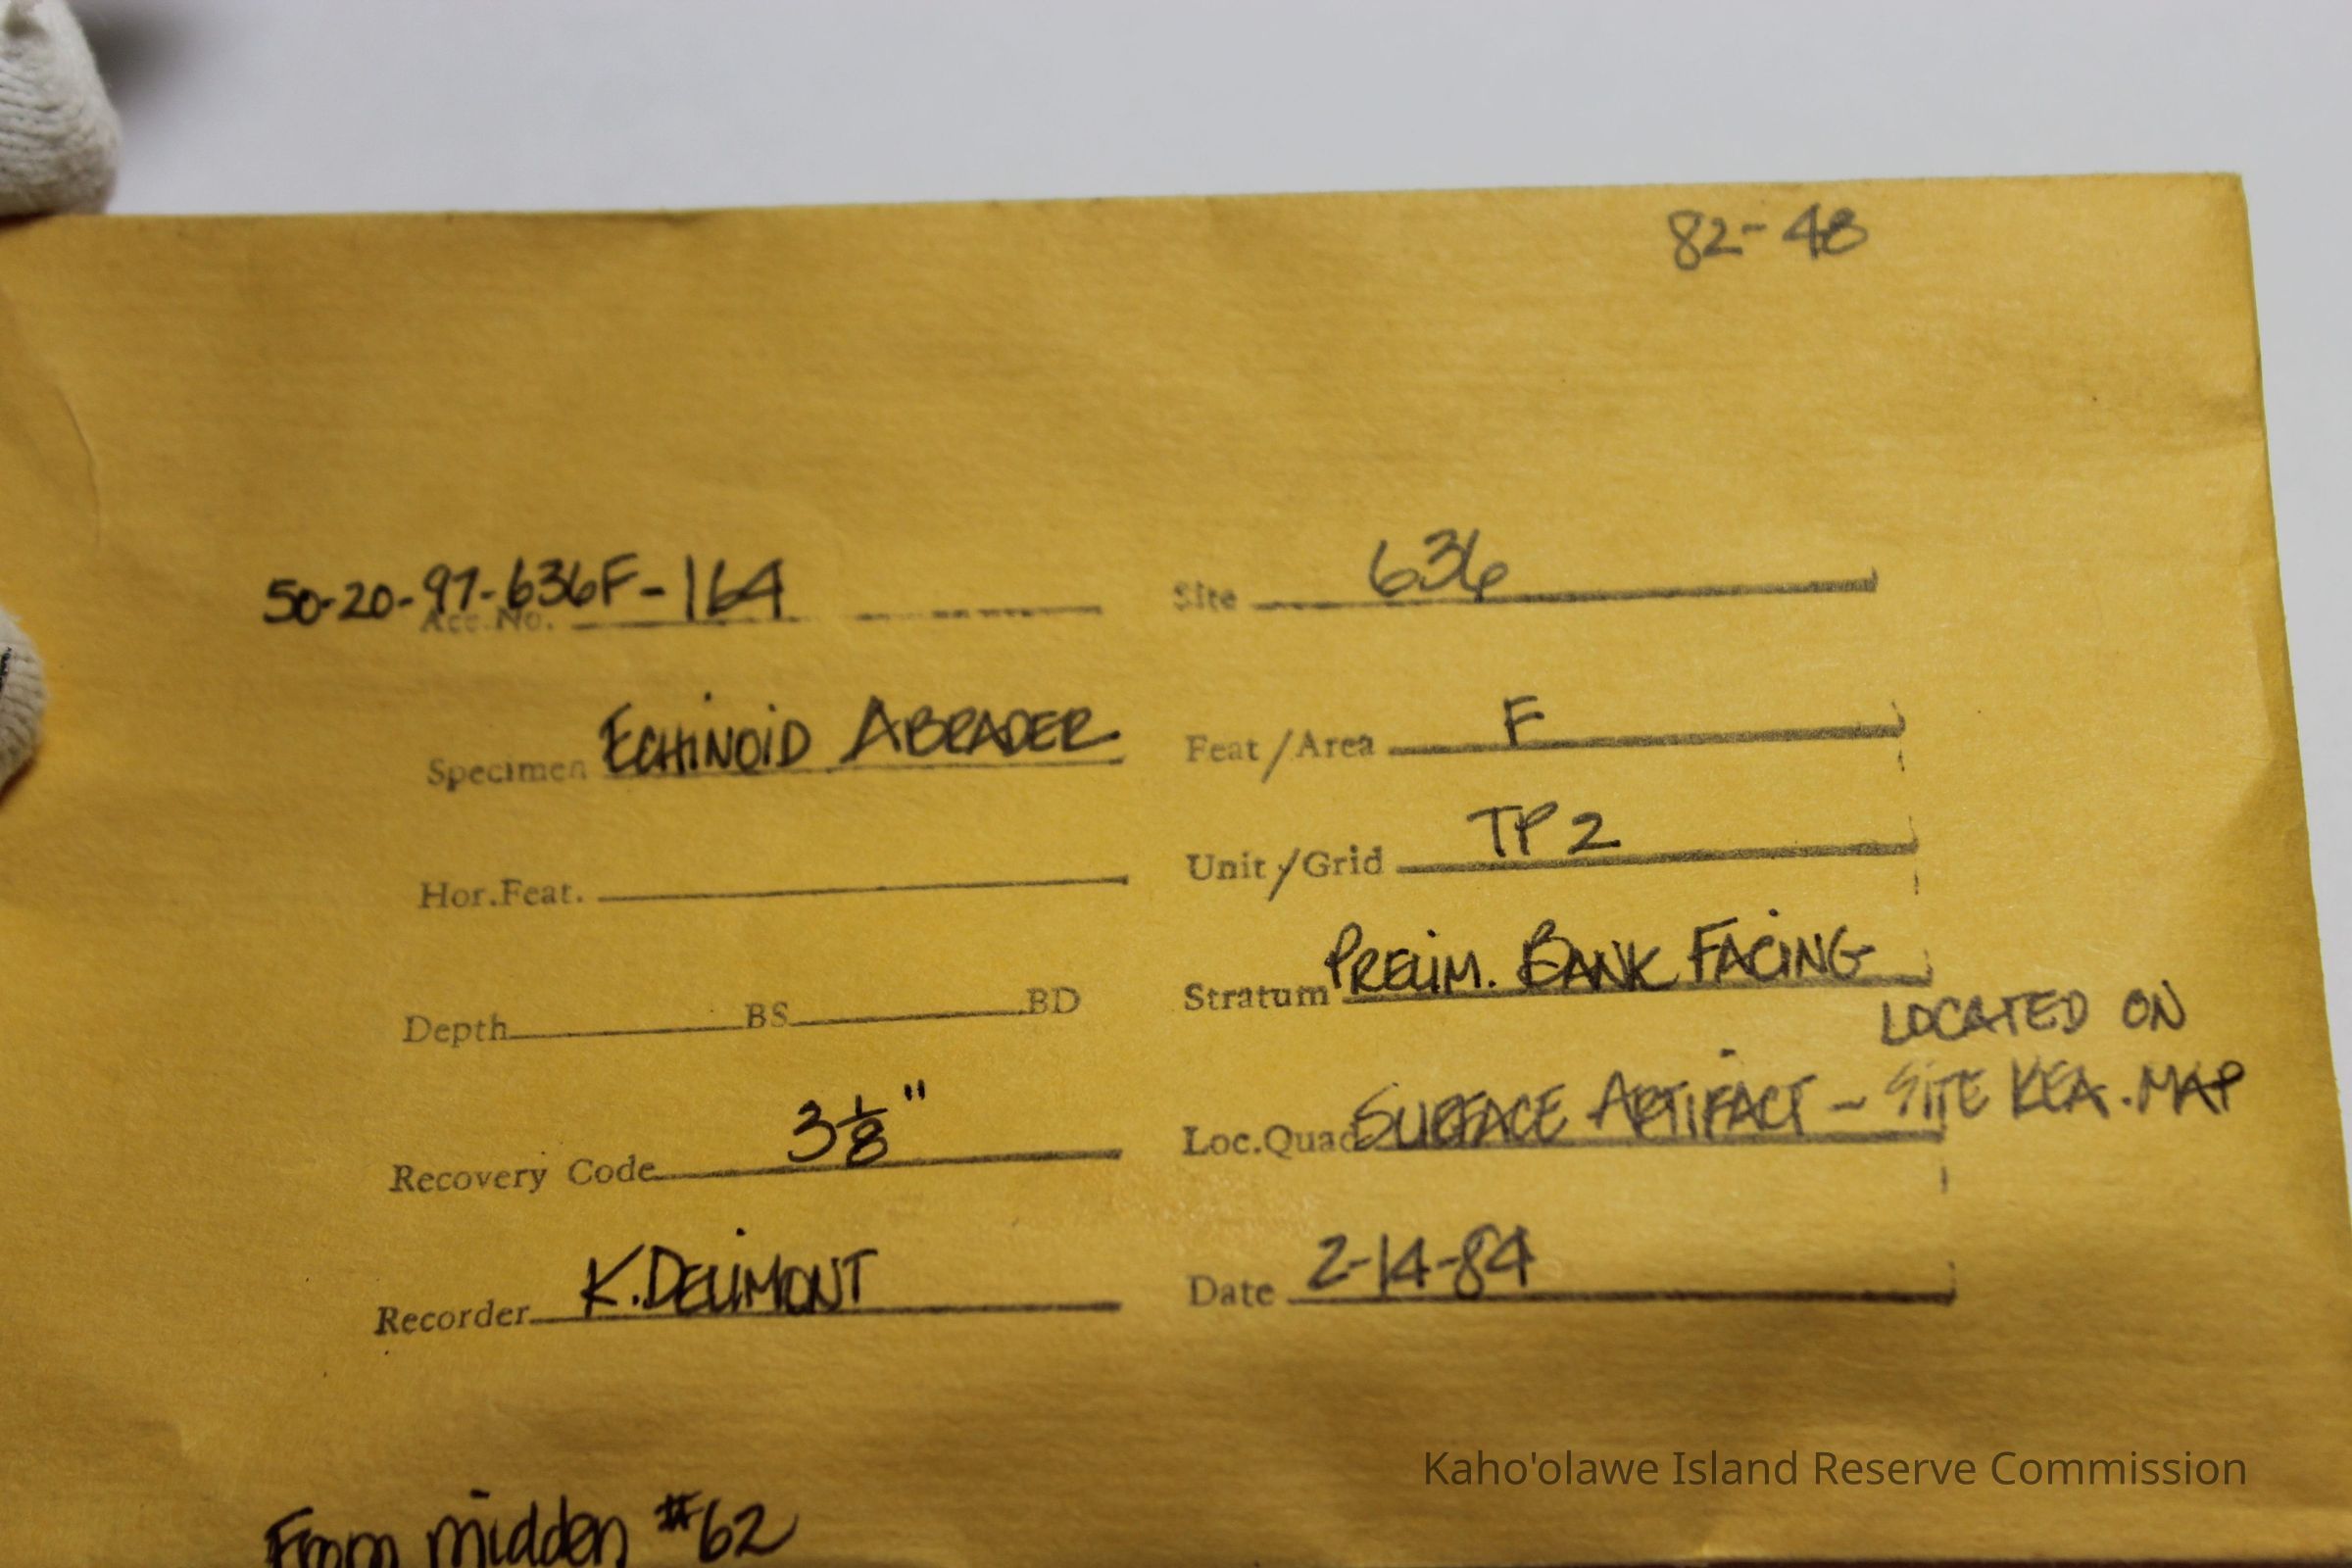 82-48
50-20-97-636F-164
Acc.No.
Site 636
Specimen ECHINOID ABRADER
Feat/Area F
Hor.Feat.
Unit/Grid TP 2
Depth BS BD
Stratum PRELIM. BANK FACING
LOCATED ON
Recovery Code 3 1/8"
Loc.Quad SURFACE ARTIFACT - SITE KEA. MAP
Recorder K. DELIMONT
Date 2-14-84
From midden #62
Kaho'olawe Island Reserve Commission